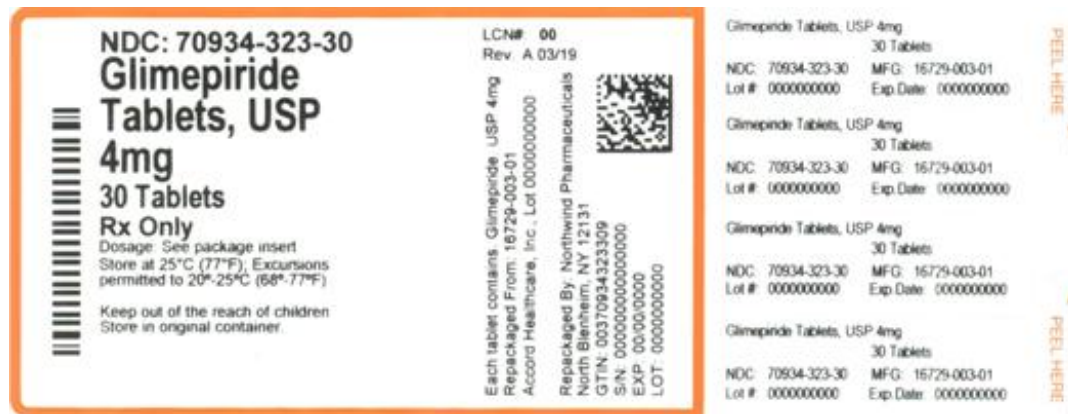 NDC: 70934-323-30
Glimepiride
Tablets, USP
4mg
30 Tablets
Rx Only
Dosage: See package insert
Store at 25°C (77°F); Excursions
permitted to 20º-25ºC (68º-77ºF)
Keep out of the reach of children
Store in original container.
LCN# 00
Rev. A 03/19
Each tablet contains: Glimepiride USP 4mg
Repackaged From: 16729-003-01
Accord Healthcare, Inc., Lot 0000000000
Repackaged By: Northwind Pharmaceuticals
North Blenheim, NY 12131
GTIN: 00370934323309
S/N: 00000000000000
EXP: 00/00/0000
LOT: 0000000000
Glimepiride Tablets, USP 4mg
30 Tablets
NDC: 70934-323-30 MFG: 16729-003-01
Lot #: 0000000000 Exp.Date: 0000000000
Glimepiride Tablets, USP 4mg
30 Tablets
NDC: 70934-323-30 MFG: 16729-003-01
Lot #: 0000000000 Exp.Date: 0000000000
Glimepiride Tablets, USP 4mg
30 Tablets
NDC: 70934-323-30 MFG: 16729-003-01
Lot #: 0000000000 Exp.Date: 0000000000
Glimepiride Tablets, USP 4mg
30 Tablets
NDC: 70934-323-30 MFG: 16729-003-01
Lot #: 0000000000 Exp.Date: 0000000000
PEEL HERE
PEEL HERE